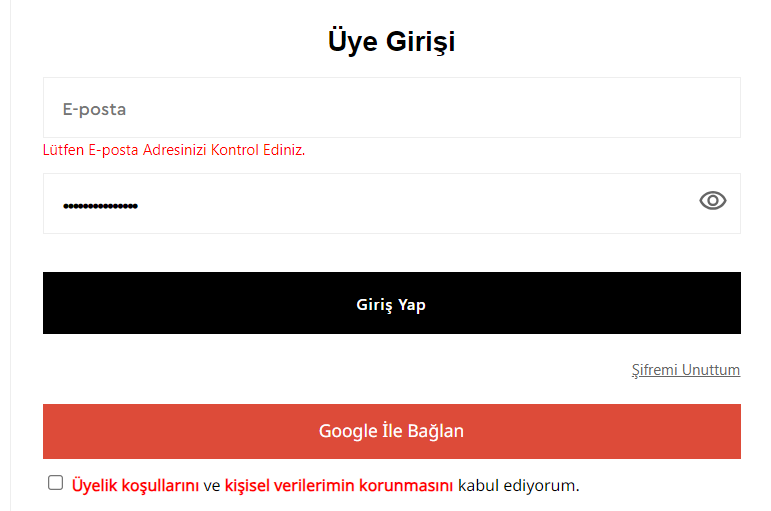 Üye Girişi
E-posta
Lütfen E-posta Adresinizi Kontrol Ediniz.
•••••••••••••••
Giriş Yap
Şifremi Unuttum
Google İle Bağlan
Üyelik koşullarını ve kişisel verilerimin korunmasını kabul ediyorum.